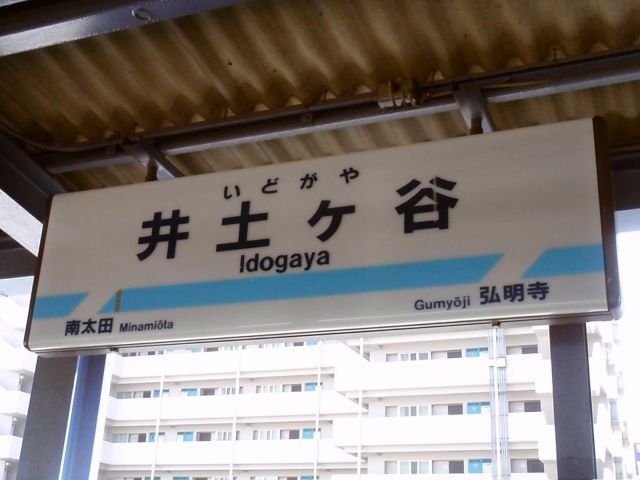 いどがや
井土ヶ谷
Idogaya
南太田 Minamiōta
Gumyōji 弘明寺